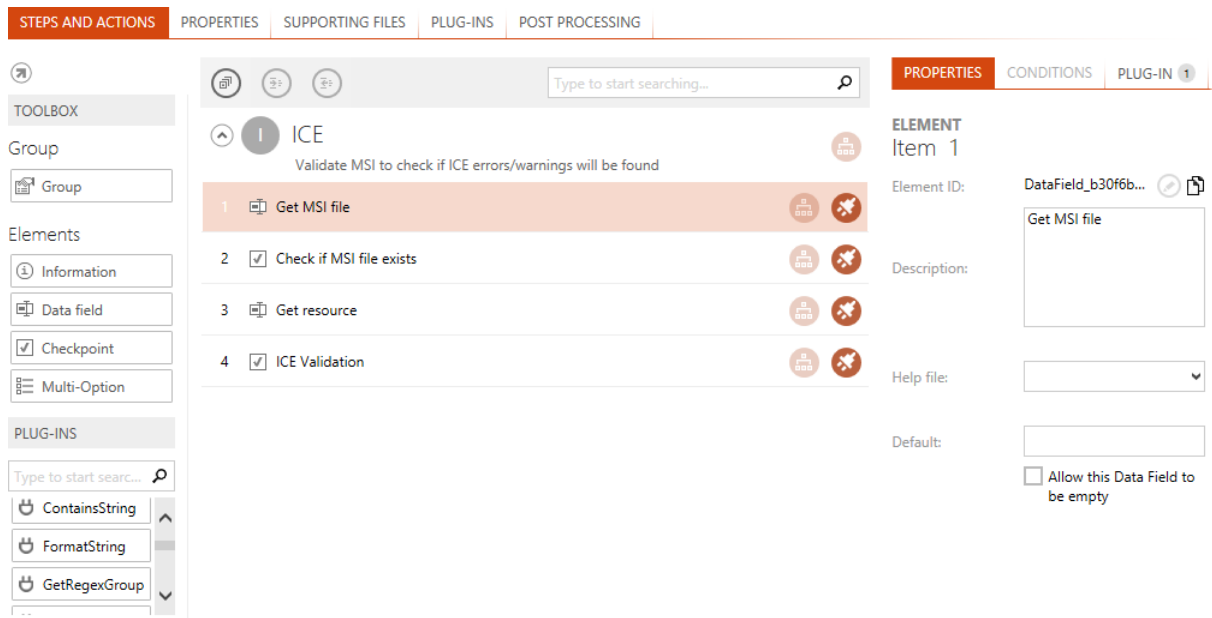 STEPS AND ACTIONS PROPERTIES SUPPORTING FILES PLUG-INS POST PROCESSING
TOOLBOX
Group
Group
Elements
Information
Data field
Checkpoint
Multi-Option
PLUG-INS
Type to start searc...
ContainsString
FormatString
GetRegexGroup
Type to start searching...
I ICE
Validate MSI to check if ICE errors/warnings will be found
1 Get MSI file
2 Check if MSI file exists
3 Get resource
4 ICE Validation
PROPERTIES CONDITIONS PLUG-IN 1
ELEMENT
Item 1
Element ID: DataField_b30f6b...
Description: Get MSI file
Help file:
Default:
Allow this Data Field to
be empty